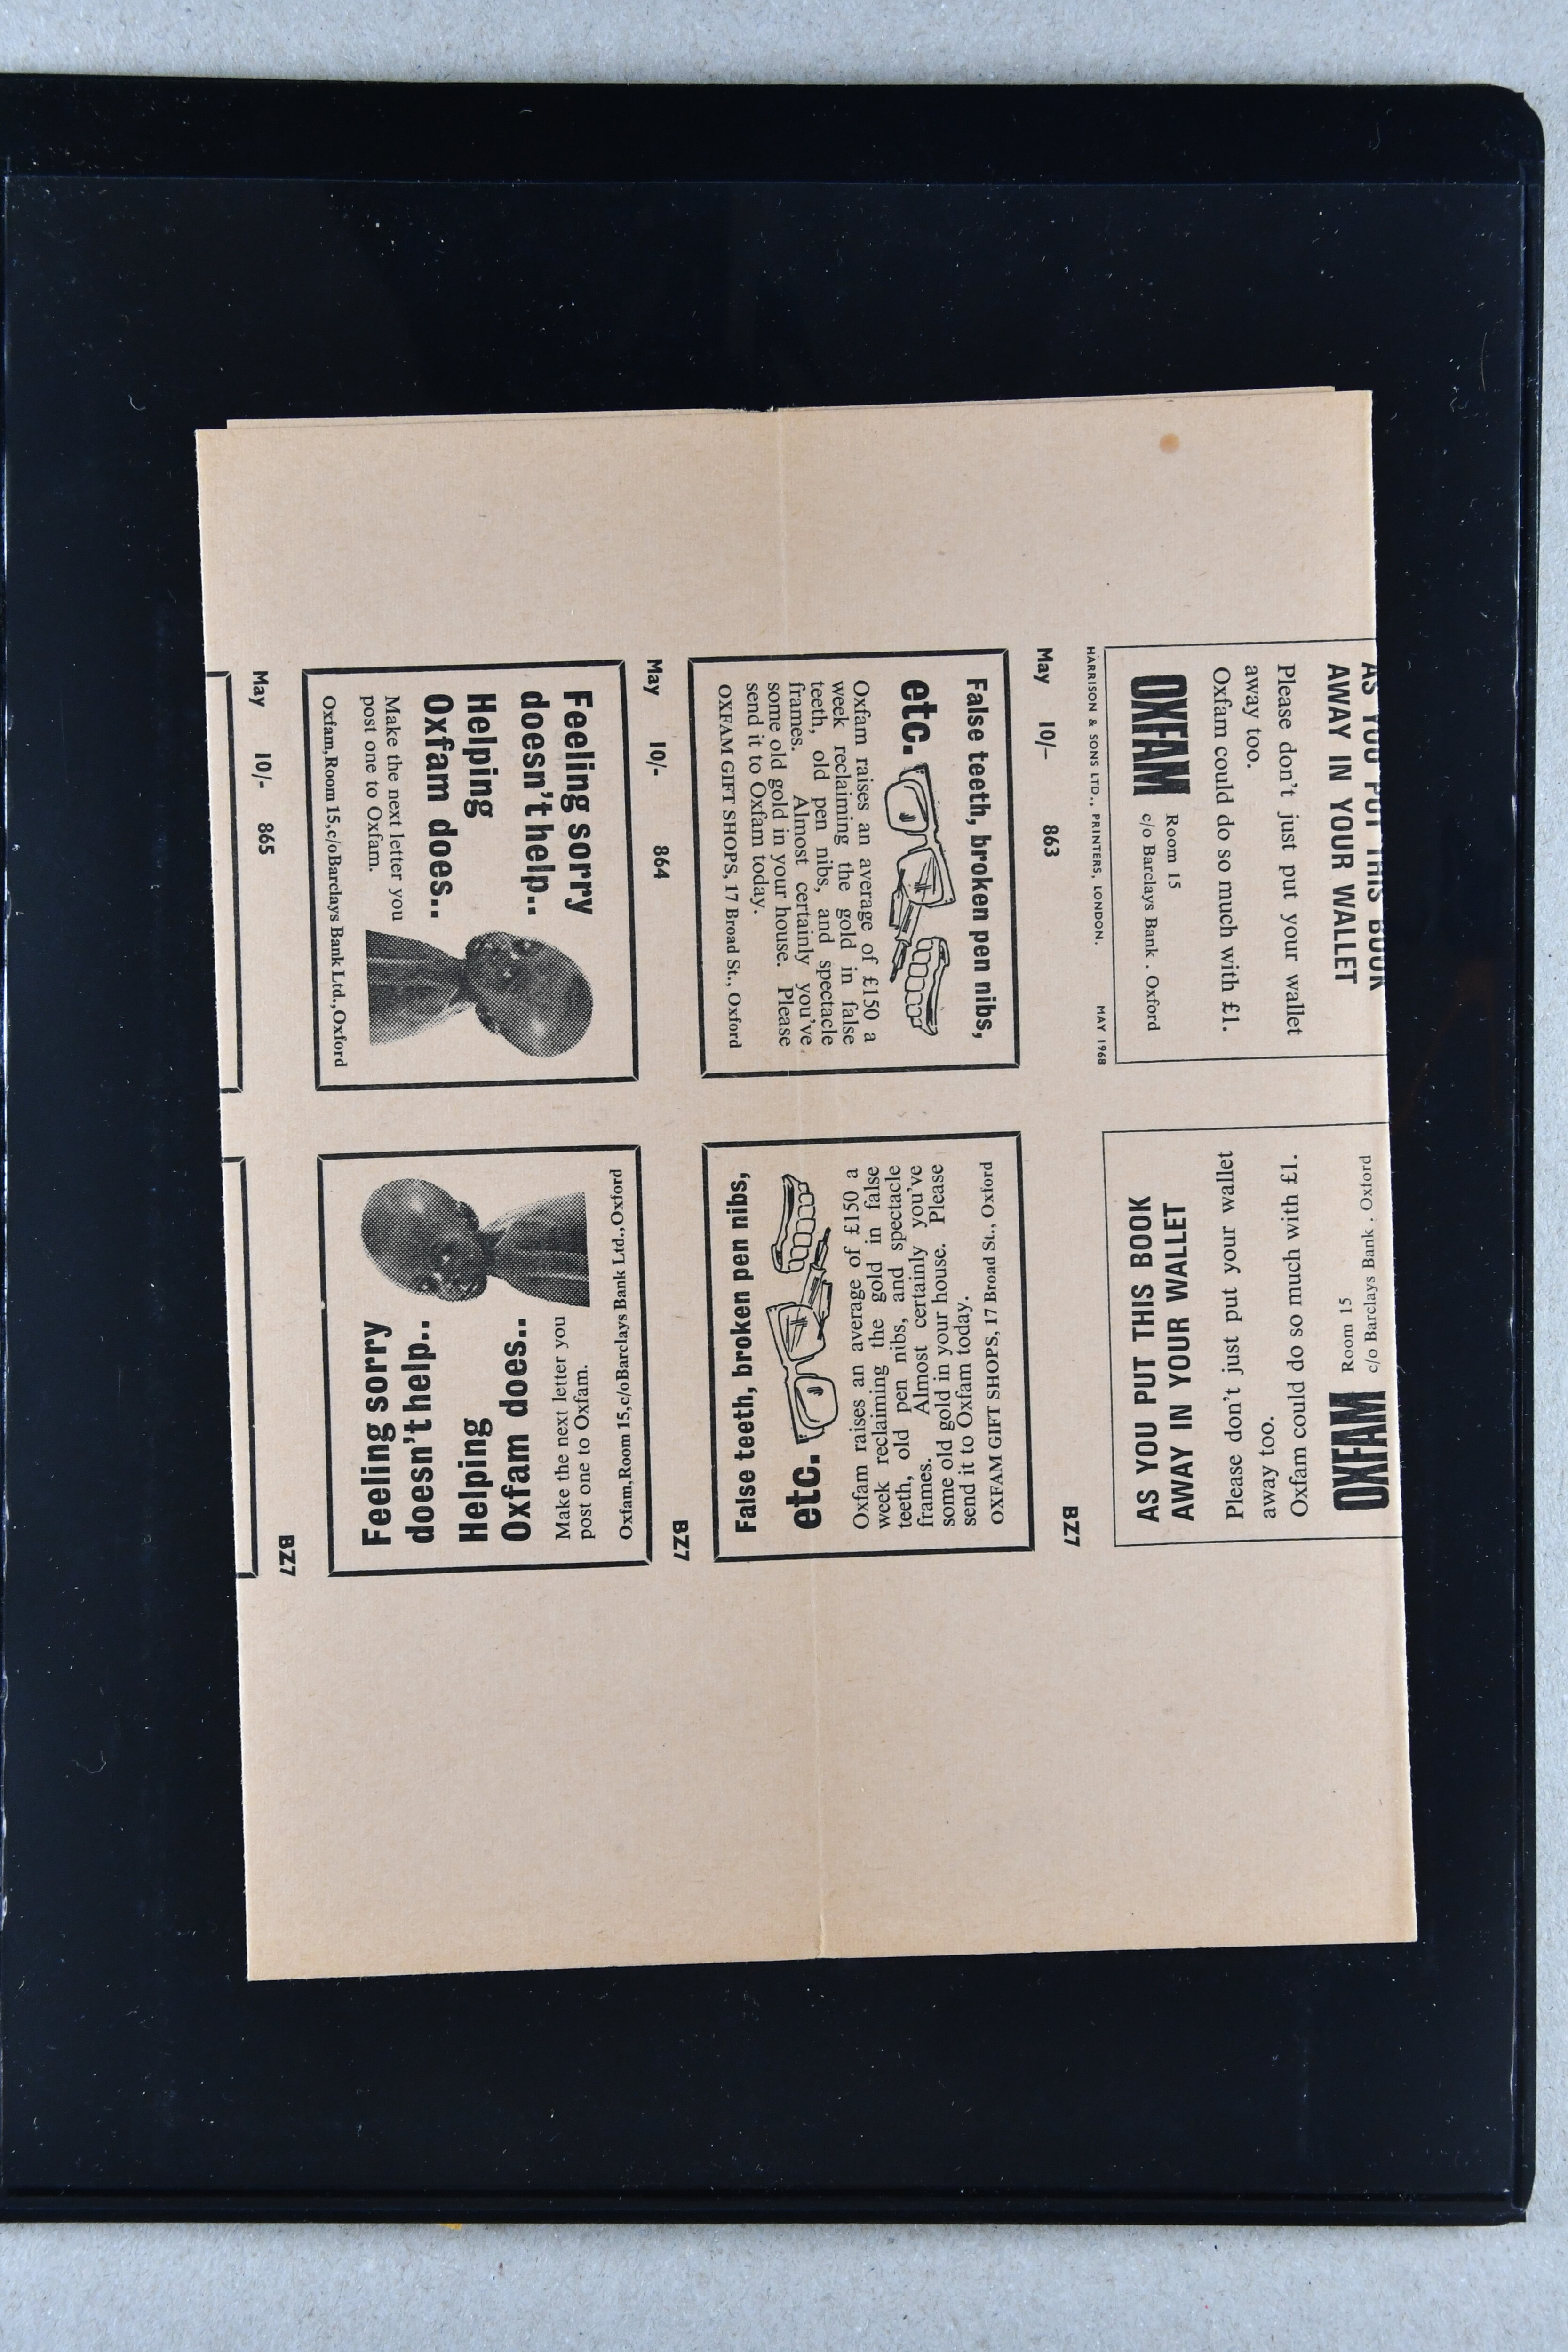 AS YOU PUT THIS BOOK
AWAY IN YOUR WALLET
Please don't just put your wallet
away too.
Oxfam could do so much with £1.
OXFAM
Room 15
c/o Barclays Bank . Oxford
HARRISON & SONS LTD., PRINTERS, LONDON. MAY 1968
May 10/- 863
False teeth, broken pen nibs,
etc.
Oxfam raises an average of £150 a
week reclaiming the gold in false
teeth, old pen nibs, and spectacle
frames. Almost certainly you've
some old gold in your house. Please
send it to Oxfam today.
OXFAM GIFT SHOPS, 17 Broad St., Oxford
May 10/- 864
Feeling sorry
doesn't help..
Helping
Oxfam does..
Make the next letter you
post one to Oxfam.
Oxfam,Room 15,c/oBarclays Bank Ltd.,Oxford
May 10/- 865
Feeling sorry
doesn't help..
Helping
Oxfam does..
Make the next letter you
post one to Oxfam.
Oxfam,Room 15,c/oBarclays Bank Ltd.,Oxford
False teeth, broken pen nibs,
etc.
Oxfam raises an average of £150 a
week reclaiming the gold in false
teeth, old pen nibs, and spectacle
frames. Almost certainly you've
some old gold in your house. Please
send it to Oxfam today.
OXFAM GIFT SHOPS, 17 Broad St., Oxford
AS YOU PUT THIS BOOK
AWAY IN YOUR WALLET
Please don't just put your wallet
away too.
Oxfam could do so much with £1.
OXFAM
Room 15
c/o Barclays Bank . Oxford
BZ7
BZ7
BZ7